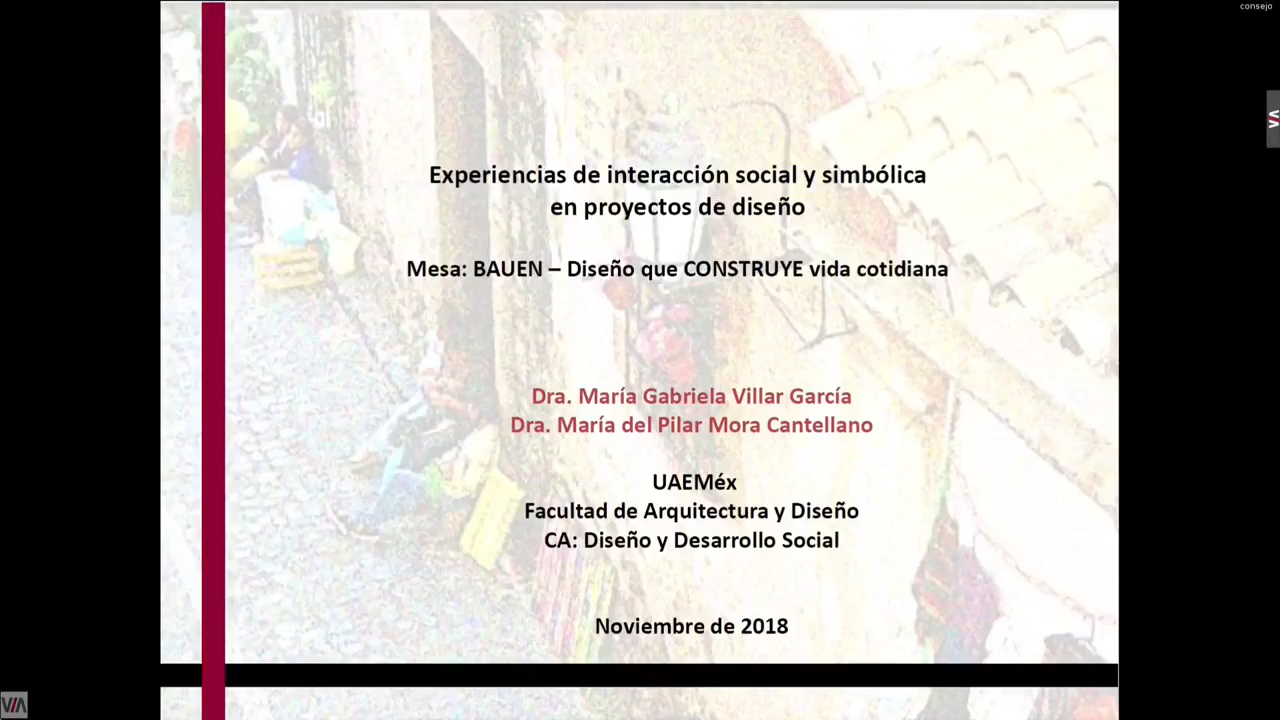 consejo
Experiencias de interacción social y simbólica
en proyectos de diseño
Mesa: BAUEN – Diseño que CONSTRUYE vida cotidiana
Dra. María Gabriela Villar García
Dra. María del Pilar Mora Cantellano
UAEMéx
Facultad de Arquitectura y Diseño
CA: Diseño y Desarrollo Social
Noviembre de 2018
VIA
VIA